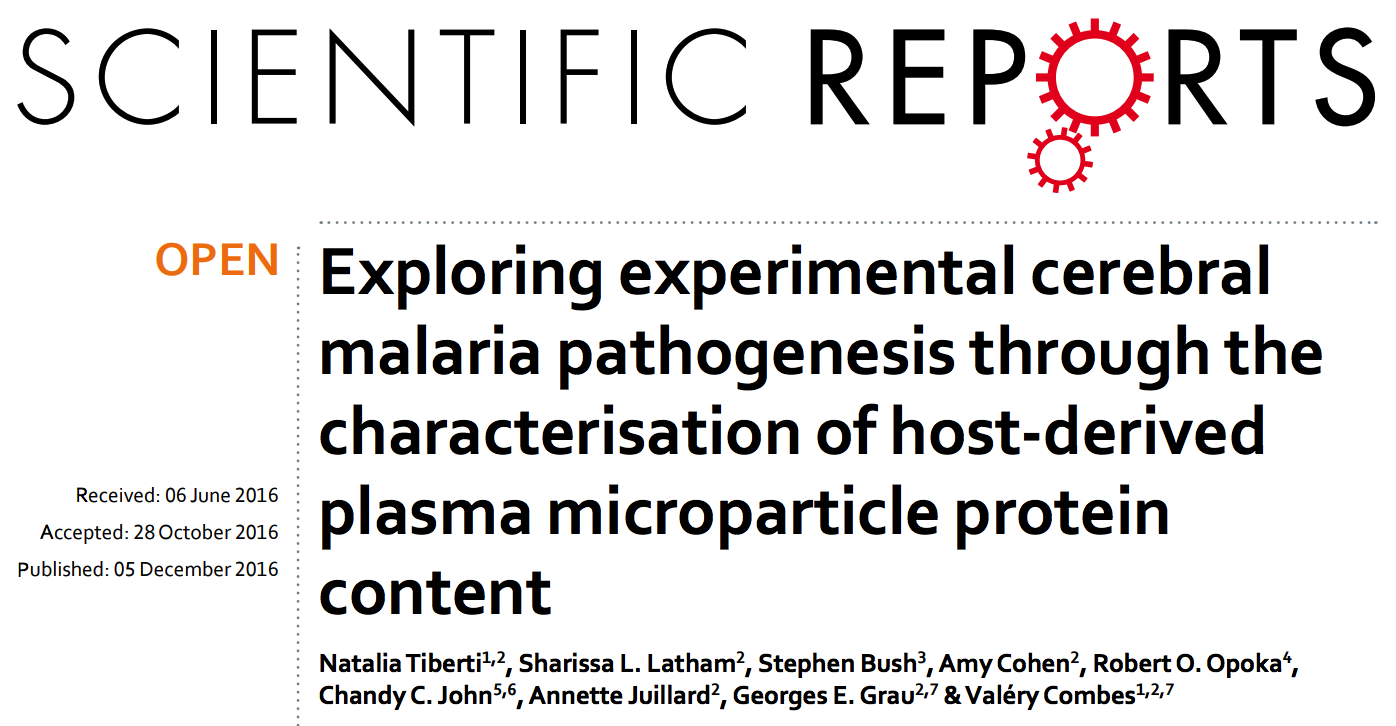 SCIENTIFIC REPORTS
OPEN
Exploring experimental cerebral
malaria pathogenesis through the
characterisation of host-derived
plasma microparticle protein
content
Received: 06 June 2016
Accepted: 28 October 2016
Published: 05 December 2016
Natalia Tiberti1,2, Sharissa L. Latham2, Stephen Bush3, Amy Cohen2, Robert O. Opoka4,
Chandy C. John5,6, Annette Juillard2, Georges E. Grau2,7 & Valéry Combes1,2,7